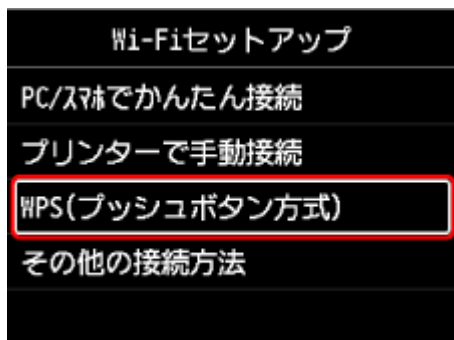 Wi-Fiセットアップ
PC/スマホでかんたん接続
プリンターで手動接続
WPS(プッシュボタン方式)
その他の接続方法